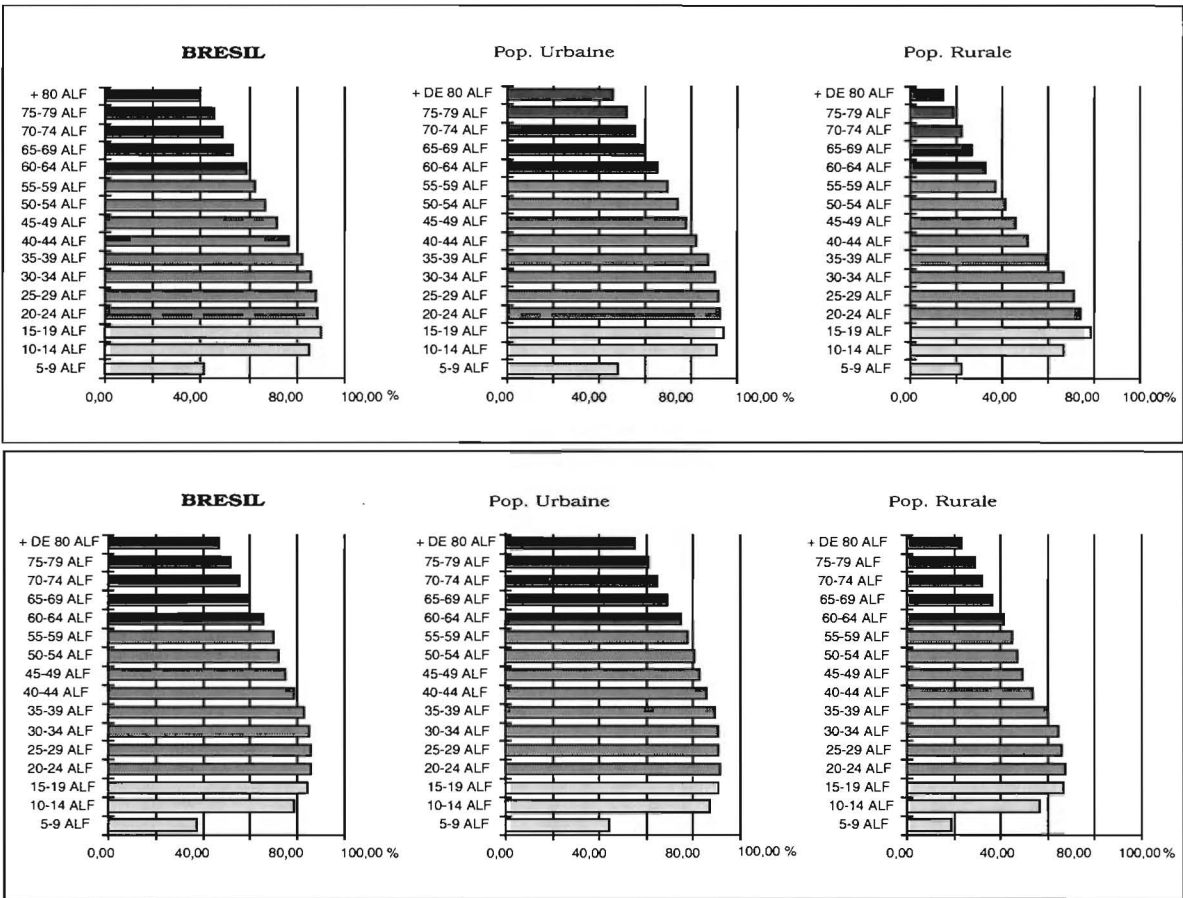 BRESIL Pop. Urbaine Pop. Rurale
+ 80 ALF + DE 80 ALF + DE 80 ALF
75-79 ALF 75-79 ALF 75-79 ALF
70-74 ALF 70-74 ALF 70-74 ALF
65-69 ALF 65-69 ALF 65-69 ALF
60-64 ALF 60-64 ALF 60-64 ALF
55-59 ALF 55-59 ALF 55-59 ALF
50-54 ALF 50-54 ALF 50-54 ALF
45-49 ALF 45-49 ALF 45-49 ALF
40-44 ALF 40-44 ALF 40-44 ALF
35-39 ALF 35-39 ALF 35-39 ALF
30-34 ALF 30-34 ALF 30-34 ALF
25-29 ALF 25-29 ALF 25-29 ALF
20-24 ALF 20-24 ALF 20-24 ALF
15-19 ALF 15-19 ALF 15-19 ALF
10-14 ALF 10-14 ALF 10-14 ALF
5-9 ALF 5-9 ALF 5-9 ALF
0,00 40,00 80,00 100,00 % 0,00 40,00 80,00 100,00 % 0,00 40,00 80,00 100,00%
BRESIL Pop. Urbaine Pop. Rurale
+ DE 80 ALF + DE 80 ALF + DE 80 ALF
75-79 ALF 75-79 ALF 75-79 ALF
70-74 ALF 70-74 ALF 70-74 ALF
65-69 ALF 65-69 ALF 65-69 ALF
60-64 ALF 60-64 ALF 60-64 ALF
55-59 ALF 55-59 ALF 55-59 ALF
50-54 ALF 50-54 ALF 50-54 ALF
45-49 ALF 45-49 ALF 45-49 ALF
40-44 ALF 40-44 ALF 40-44 ALF
35-39 ALF 35-39 ALF 35-39 ALF
30-34 ALF 30-34 ALF 30-34 ALF
25-29 ALF 25-29 ALF 25-29 ALF
20-24 ALF 20-24 ALF 20-24 ALF
15-19 ALF 15-19 ALF 15-19 ALF
10-14 ALF 10-14 ALF 10-14 ALF
5-9 ALF 5-9 ALF 5-9 ALF
0,00 40,00 80,00 100,00 % 0,00 40,00 80,00 100,00 % 0,00 40,00 80,00 100,00 %